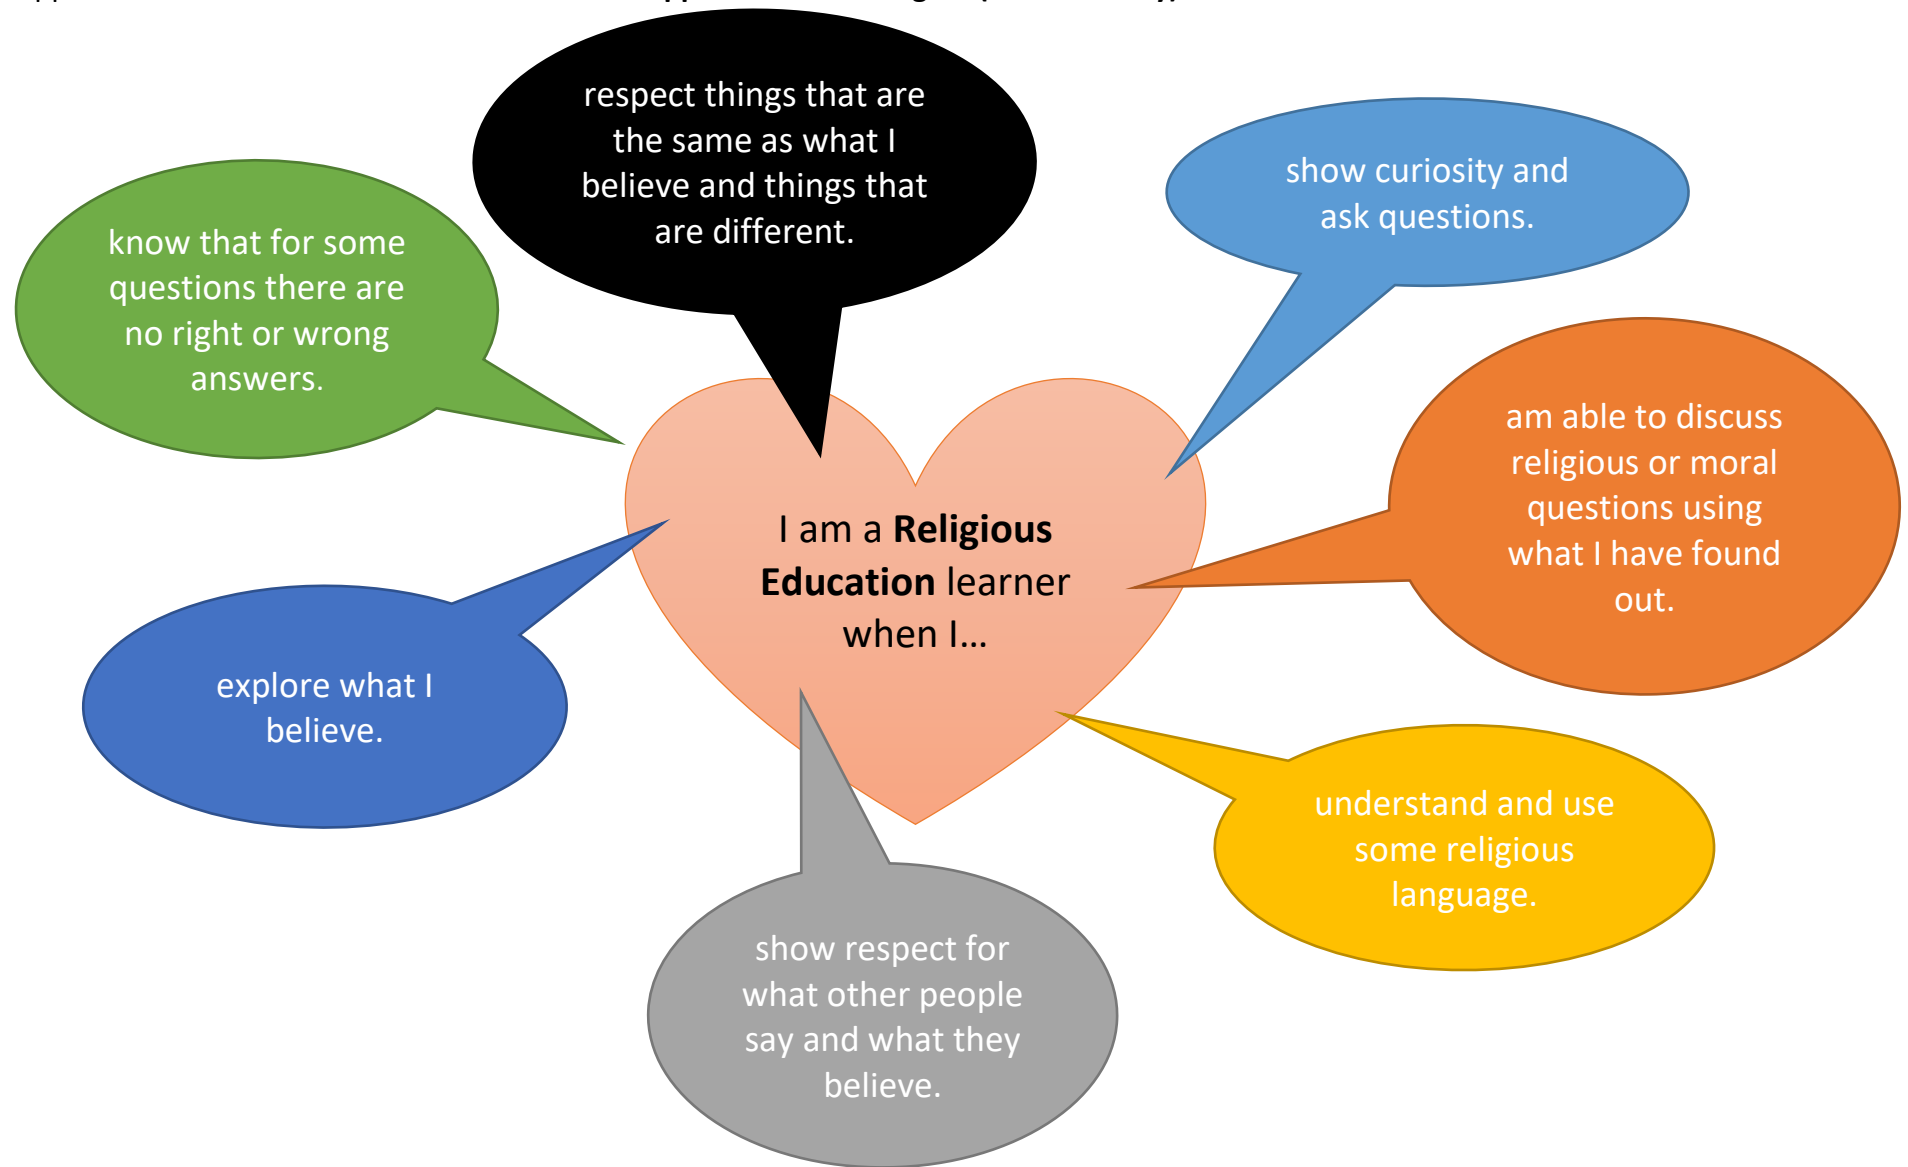 respect things that are
the same as what I
believe and things that
are different.
show curiosity and
ask questions.
know that for some
questions there are
no right or wrong
answers.
am able to discuss
religious or moral
questions using
what I have found
out.
I am a Religious
Education learner
when I…
explore what I
believe.
understand and use
some religious
language.
show respect for
what other people
say and what they
believe.